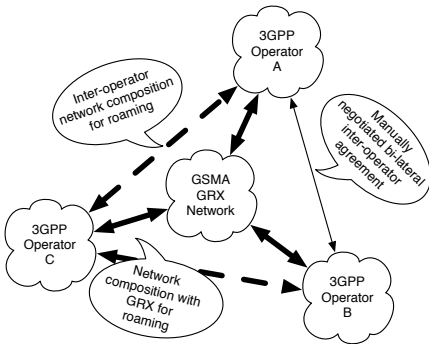 3GPP
Operator
A
Inter-operator
network composition
for roaming
Manually
negotiated bi-lateral
inter-operator
agreement
GSMA
GRX
Network
3GPP
Operator
C
Network
composition with
GRX for
roaming
3GPP
Operator
B